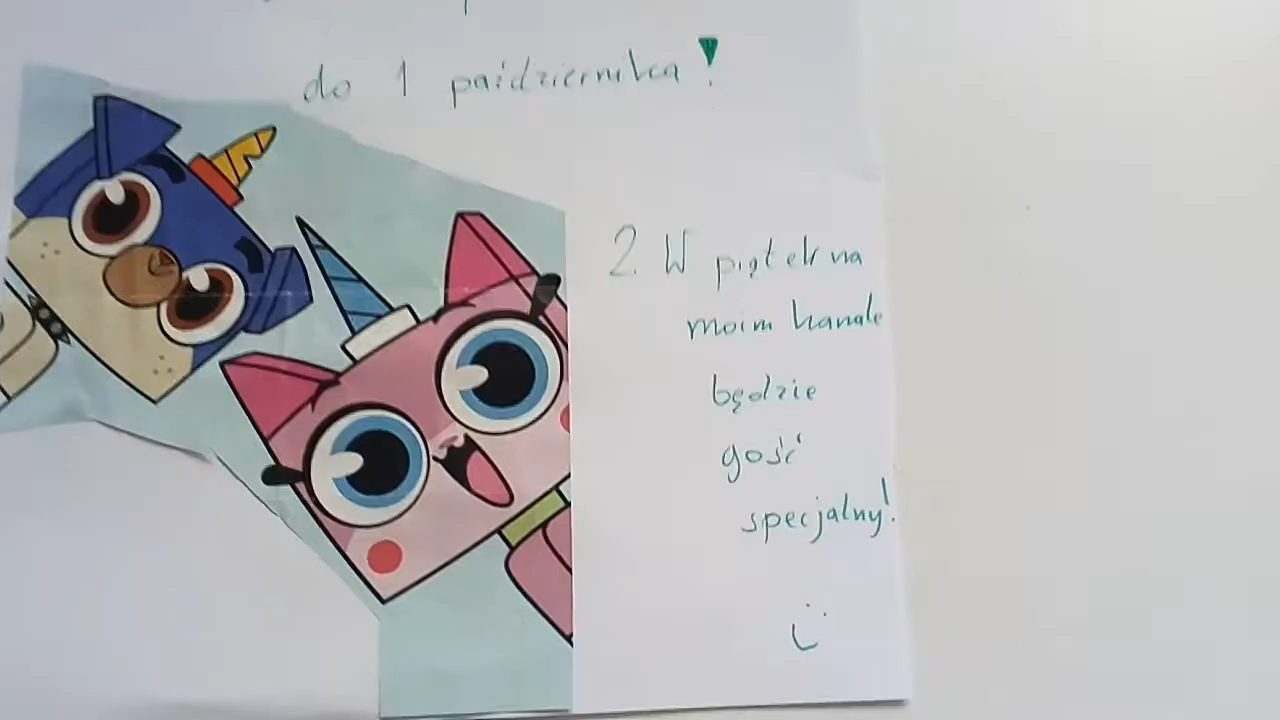 do 1 października!
2. W piątek na
moim kanale
będzie
gość
specjalny!